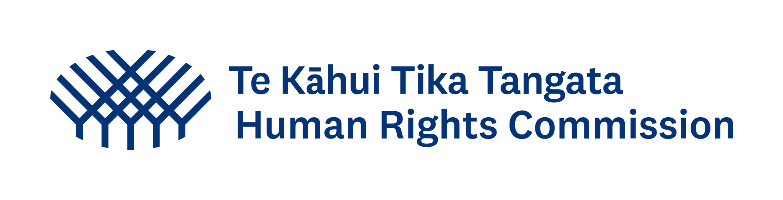 Te Kāhui Tika Tangata
Human Rights Commission